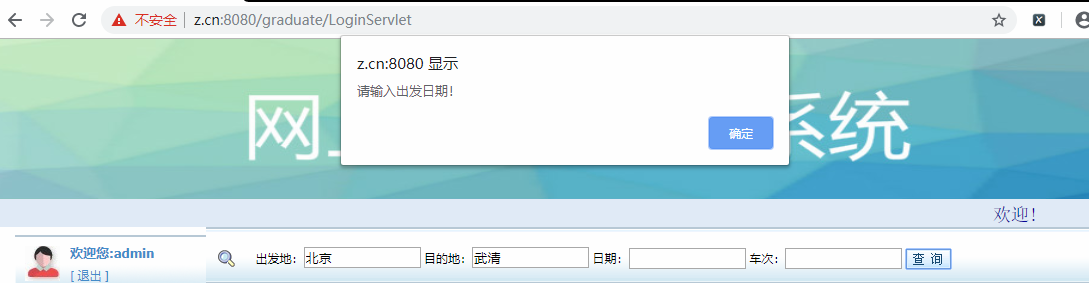 不安全 z.cn:8080/graduate/LoginServlet
z.cn:8080 显示
请输入出发日期！
确定
网 系统
欢迎！
欢迎您:admin
[ 退出 ]
出发地： 北京 目的地： 武清 日期： 车次： 查 询